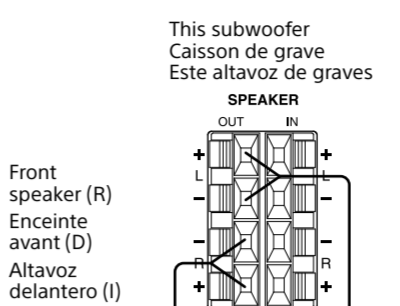 This subwoofer
Caisson de grave
Este altavoz de graves
SPEAKER
OUT IN
+ +
L L
Front
speaker (R)
- -
Enceinte
avant (D)
- -
Altavoz
R R
delantero (I)
+ +